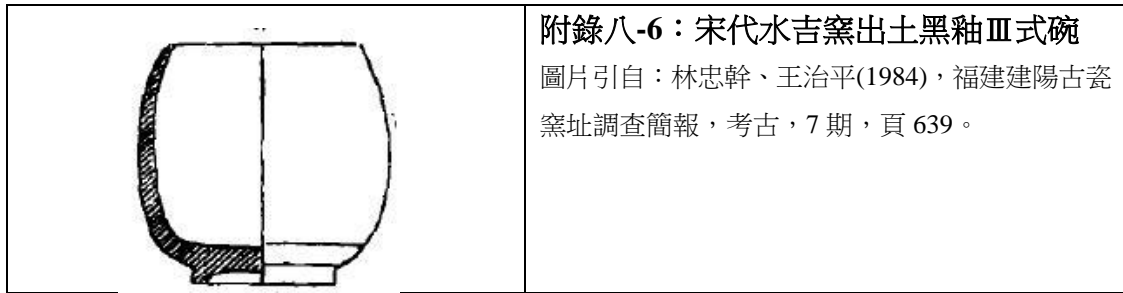 附錄八-6：宋代水吉窯出土黑釉Ⅲ式碗
圖片引自：林忠幹、王治平(1984)，福建建陽古瓷
窯址調查簡報，考古，7 期，頁 639。